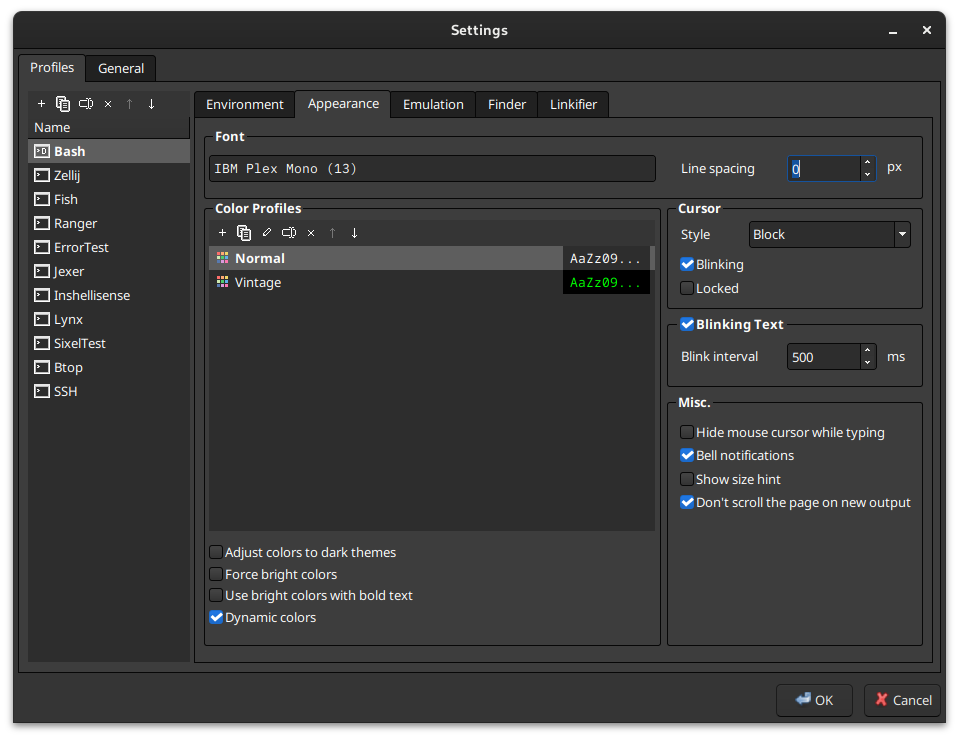 Settings
Profiles
General
Name
Bash
Zellij
Fish
Ranger
ErrorTest
Jexer
Inshellisense
Lynx
SixelTest
Btop
SSH
Environment
Appearance
Emulation
Finder
Linkifier
Font
IBM Plex Mono (13)
Line spacing
0
px
Color Profiles
Normal
AaZz09...
Vintage
AaZz09...
Adjust colors to dark themes
Force bright colors
Use bright colors with bold text
Dynamic colors
Cursor
Style
Block
Blinking
Locked
Blinking Text
Blink interval
500
ms
Misc.
Hide mouse cursor while typing
Bell notifications
Show size hint
Don't scroll the page on new output
OK
Cancel